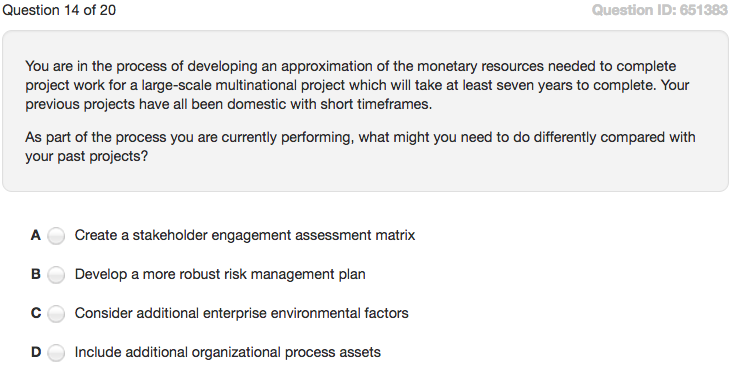 Question 14 of 20
Question ID: 651383
You are in the process of developing an approximation of the monetary resources needed to complete
project work for a large-scale multinational project which will take at least seven years to complete. Your
previous projects have all been domestic with short timeframes.
As part of the process you are currently performing, what might you need to do differently compared with
your past projects?
A Create a stakeholder engagement assessment matrix
B Develop a more robust risk management plan
C Consider additional enterprise environmental factors
D Include additional organizational process assets